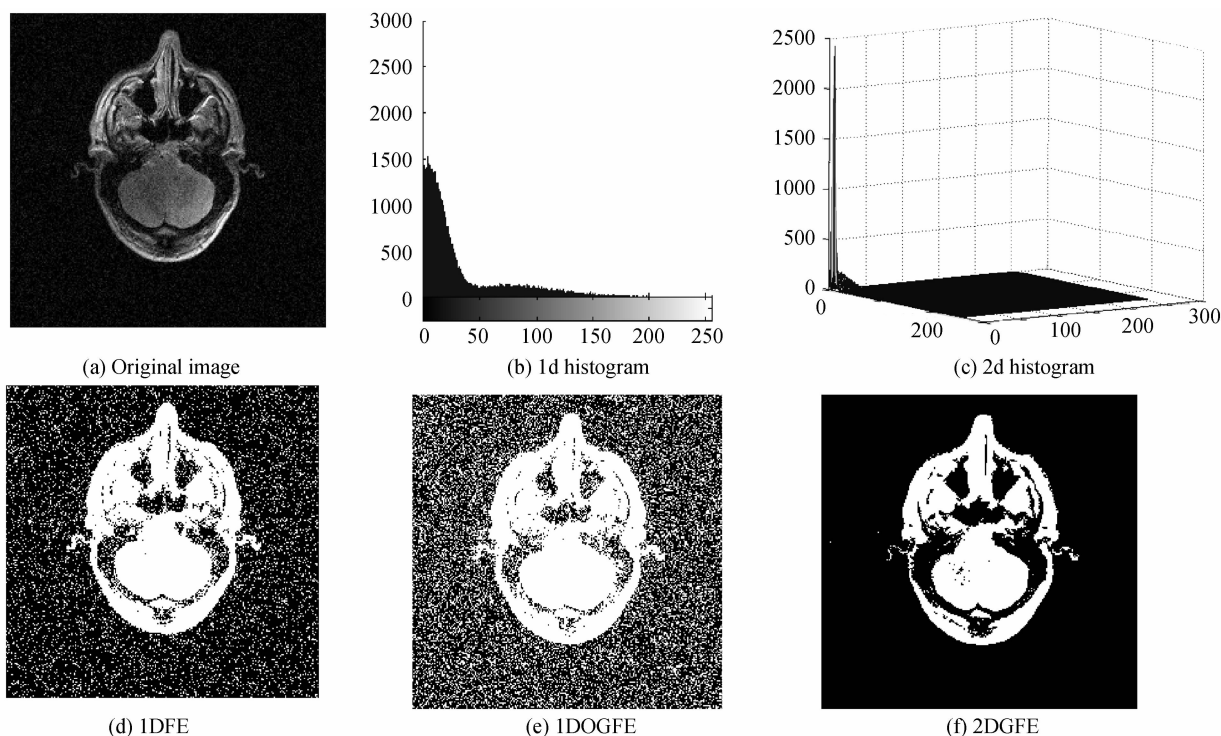 3000
2500
2000
1500
1000
500
0
0 50 100 150 200 250
2500
2000
1500
1000
500
0
0
200
0
100
200
300
(a) Original image
(b) 1d histogram
(c) 2d histogram
(d) 1DFE
(e) 1DOGFE
(f) 2DGFE